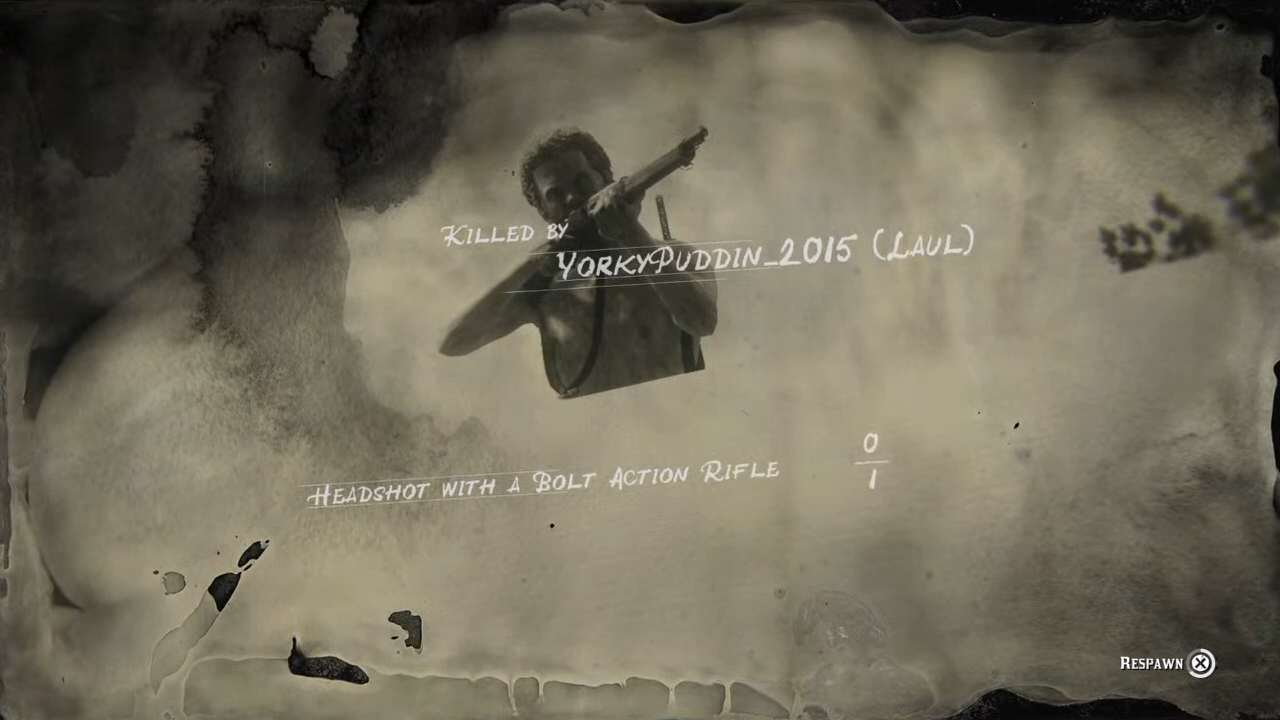 Killed by
YorkyPuddin_2015 (Laul)
Headshot with a Bolt Action Rifle
0
1
Respawn